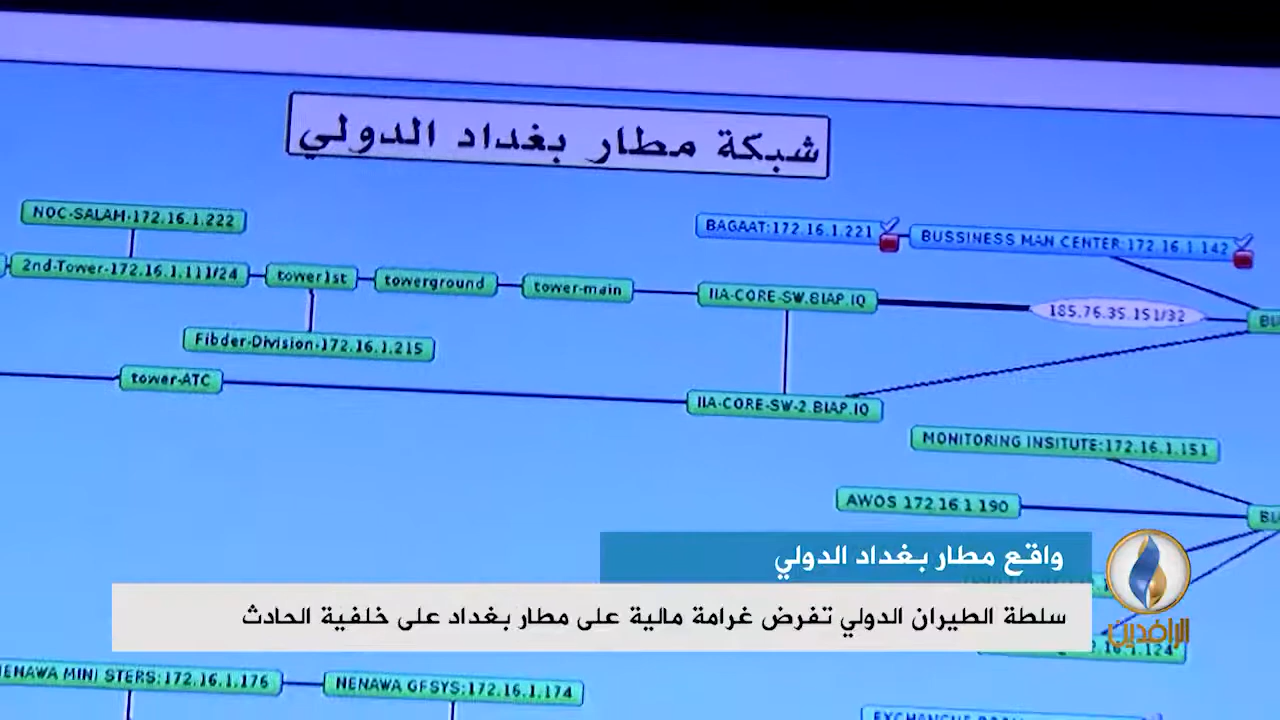 شبكة مطار بغداد الدولي
NOC-SALAM-172.16.1.222
BAGAAT:172.16.1.221
BUSSINESS MAN CENTER:172.16.1.142
2nd-Tower-172.16.1.111/24
tower1st
towerground
tower-main
IIA-CORE-SW.BIAP.IQ
185.76.35.151/32
Fibder-Division-172.16.1.215
tower-ATC
IIA-CORE-SW-2.BIAP.IQ
MONITORING INSITUTE:172.16.1.151
AWOS 172.16.1.190
واقع مطار بغداد الدولي
سلطة الطيران الدولي تفرض غرامة مالية على مطار بغداد على خلفية الحادث
الرافدين
ENAWA MINISTERS:172.16.1.176
NENAWA GFSYS:172.16.1.174